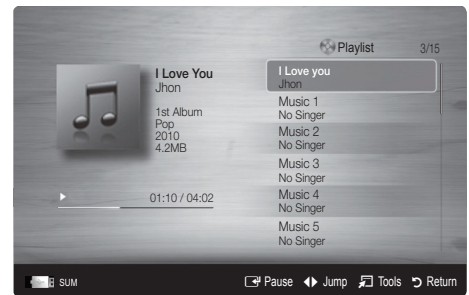 Playlist 3/15
I Love You
Jhon
1st Album
Pop
2010
4.2MB
01:10 / 04:02
I Love you
Jhon
Music 1
No Singer
Music 2
No Singer
Music 3
No Singer
Music 4
No Singer
Music 5
No Singer
SUM
Pause Jump Tools Return